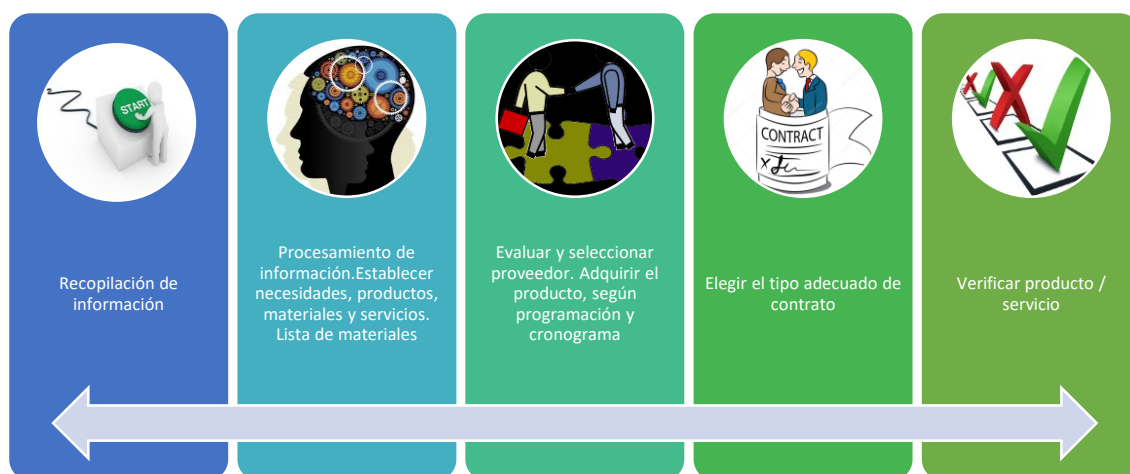 START
CONTRACT
Recopilación de
información
Procesamiento de
información.Establecer
necesidades, productos,
materiales y servicios.
Lista de materiales
Evaluar y seleccionar
proveedor. Adquirir el
producto, según
programación y
cronograma
Elegir el tipo adecuado de
contrato
Verificar producto /
servicio